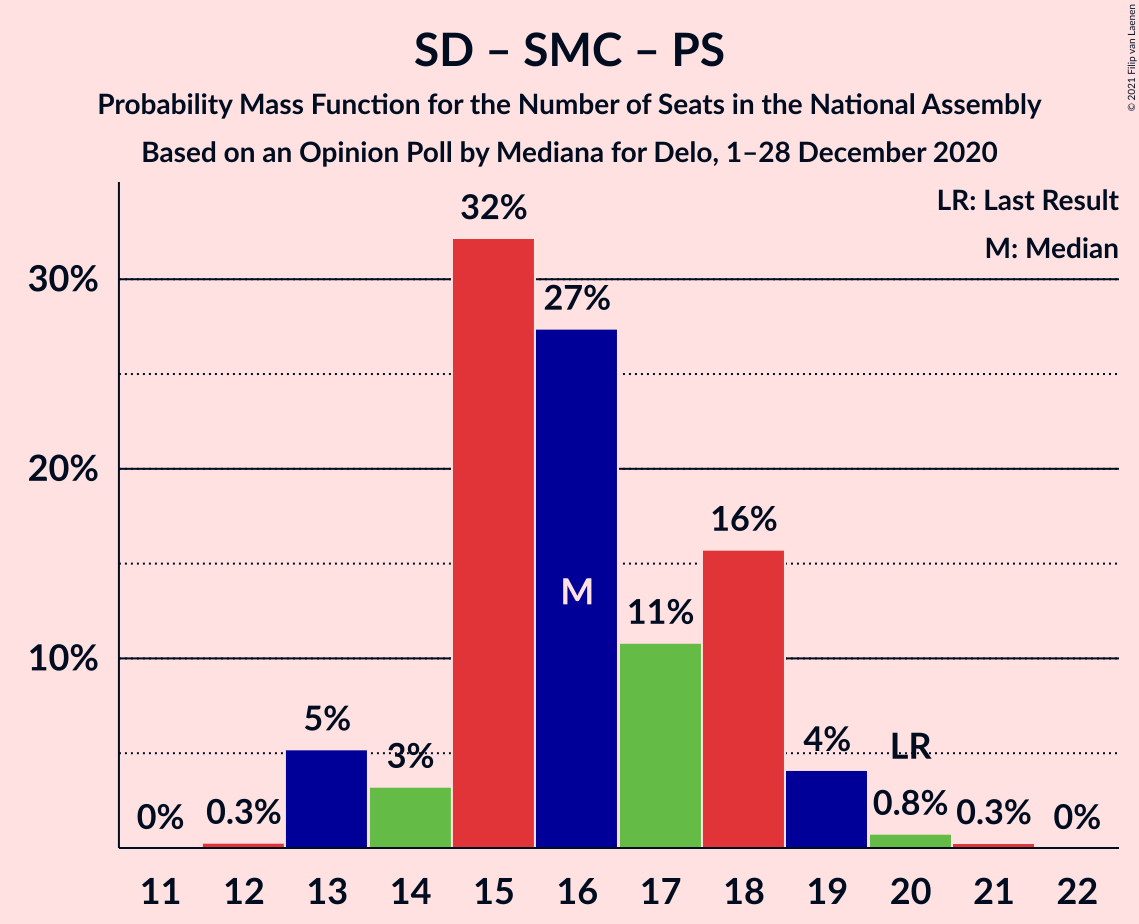 SD – SMC – PS
Probability Mass Function for the Number of Seats in the National Assembly
Based on an Opinion Poll by Mediana for Delo, 1–28 December 2020
© 2021 Filip van Laenen
LR: Last Result
M: Median
30%
20%
10%
0%
0.3%
5%
3%
32%
27%
M
11%
16%
4%
LR
0.8%
0.3%
0%
11 12 13 14 15 16 17 18 19 20 21 22